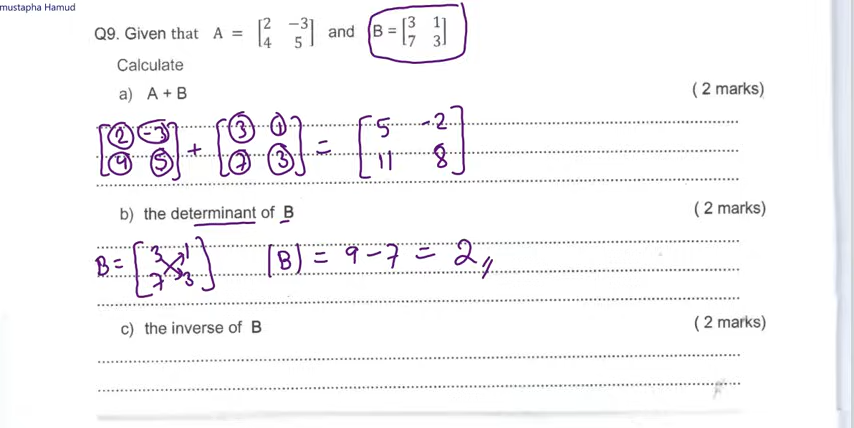 mustapha Hamud
Q9. Given that A = [2 -3 4 5] and B = [3 1 7 3]
Calculate
a) A + B ( 2 marks)
[2 -3 4 5] + [3 1 7 3] = [5 -2 11 8]
b) the determinant of B ( 2 marks)
B = [3 1 7 3] |B| = 9 - 7 = 2,,
c) the inverse of B ( 2 marks)